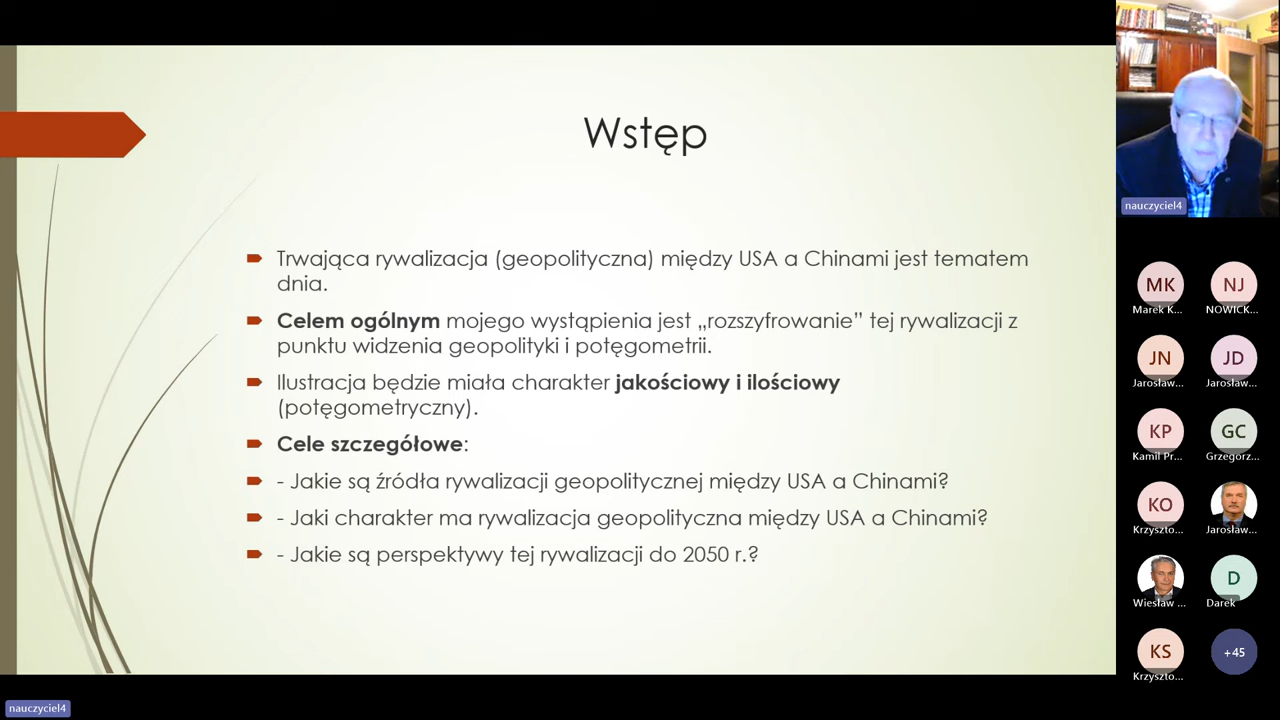 Wstęp
Trwająca rywalizacja (geopolityczna) między USA a Chinami jest tematem
dnia.
Celem ogólnym mojego wystąpienia jest „rozszyfrowanie” tej rywalizacji z
punktu widzenia geopolityki i potęgometrii.
Ilustracja będzie miała charakter jakościowy i ilościowy
(potęgometryczny).
Cele szczegółowe:
- Jakie są źródła rywalizacji geopolitycznej między USA a Chinami?
- Jaki charakter ma rywalizacja geopolityczna między USA a Chinami?
- Jakie są perspektywy tej rywalizacji do 2050 r.?
nauczyciel4
MK
Marek K...
NJ
NOWICK...
JN
Jarosław...
JD
Jarosław...
KP
Kamil Pr...
GC
Grzegorz...
KO
Krzyszto...
Jarosław...
Wiesław ...
D
Darek
KS
Krzyszto...
+45
nauczyciel4